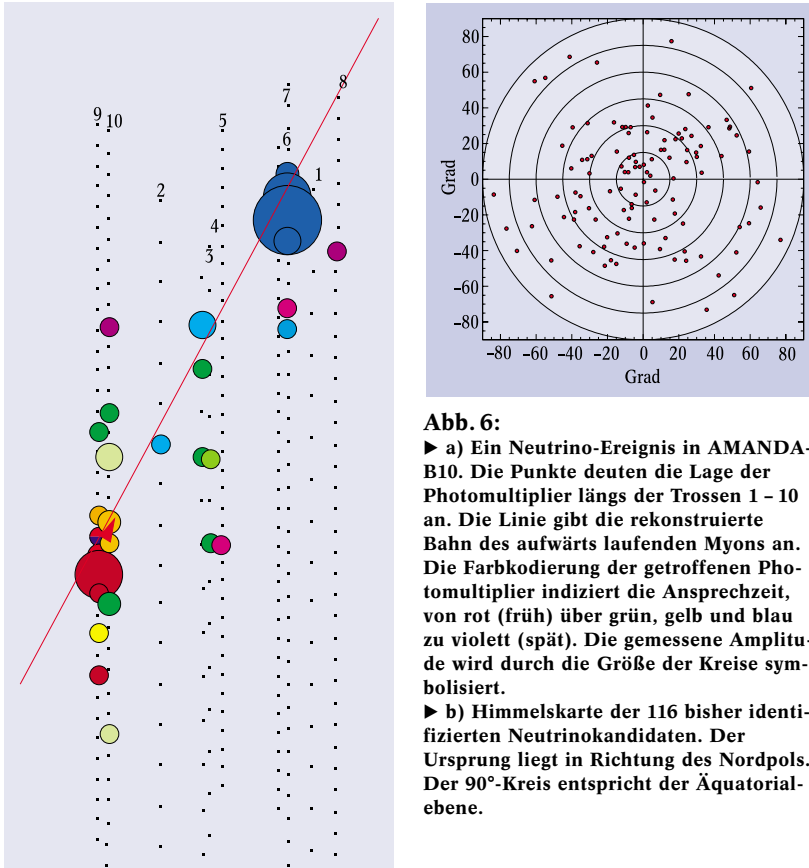 8
7
9
10
5
6
1
2
4
3
80
60
40
20
0
−20
−40
−60
−80
Grad
−80 −60 −40 −20 0 20 40 60 80
Grad
Abb. 6:
▶ a) Ein Neutrino-Ereignis in AMANDA-
B10. Die Punkte deuten die Lage der
Photomultiplier längs der Trossen 1 – 10
an. Die Linie gibt die rekonstruierte
Bahn des aufwärts laufenden Myons an.
Die Farbkodierung der getroffenen Pho-
tomultiplier indiziert die Ansprechzeit,
von rot (früh) über grün, gelb und blau
zu violett (spät). Die gemessene Amplitu-
de wird durch die Größe der Kreise sym-
bolisiert.
▶ b) Himmelskarte der 116 bisher identi-
fizierten Neutrinokandidaten. Der
Ursprung liegt in Richtung des Nordpols.
Der 90°-Kreis entspricht der Äquatorial-
ebene.